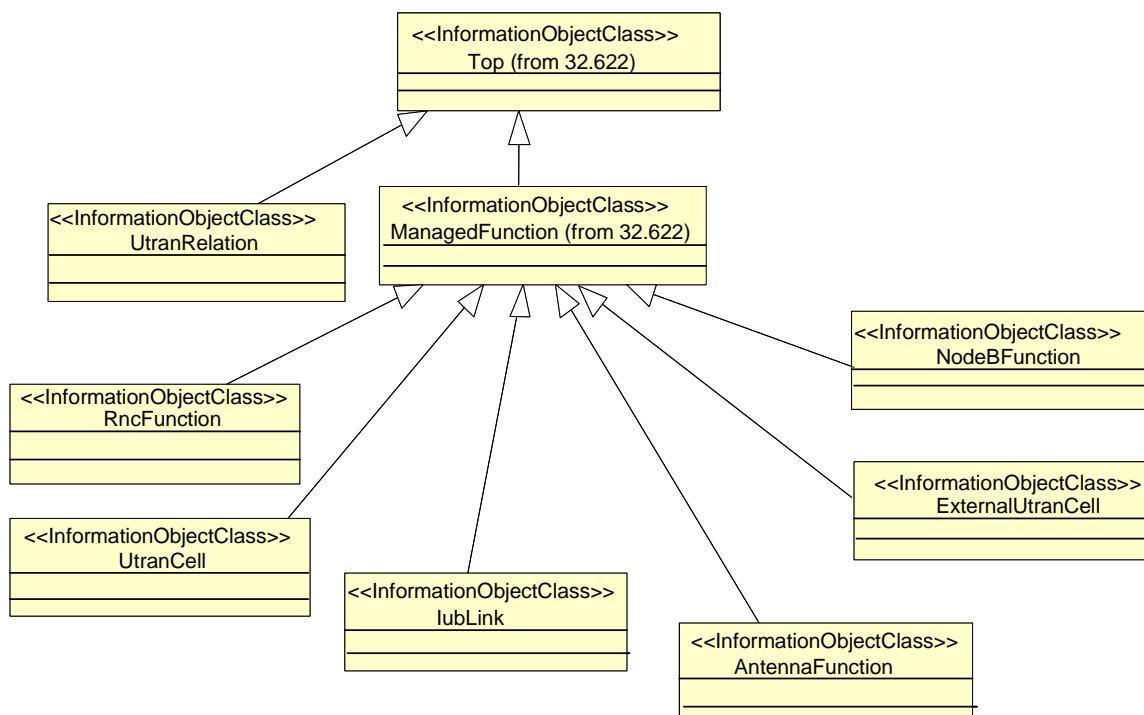 <<InformationObjectClass>>
Top (from 32.622)
<<InformationObjectClass>>
ManagedFunction (from 32.622)
<<InformationObjectClass>>
UtranRelation
<<InformationObjectClass>>
NodeBFunction
<<InformationObjectClass>>
RncFunction
<<InformationObjectClass>>
ExternalUtranCell
<<InformationObjectClass>>
UtranCell
<<InformationObjectClass>>
IubLink
<<InformationObjectClass>>
AntennaFunction